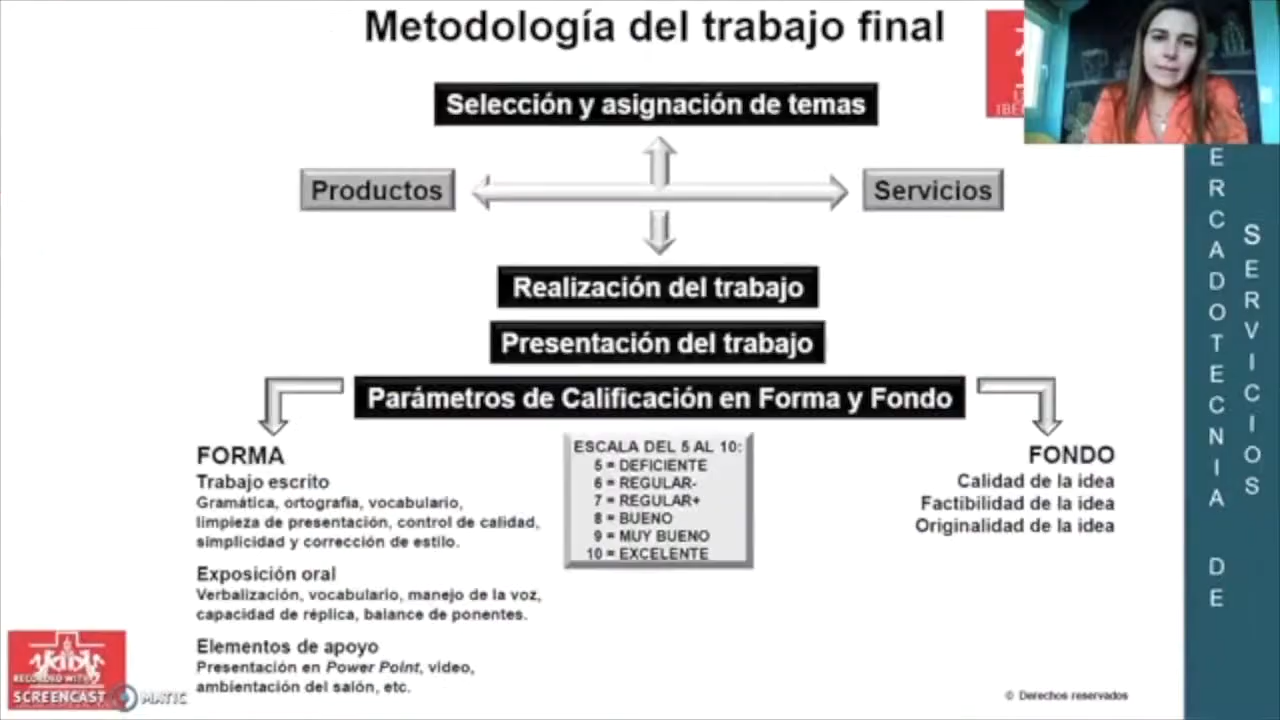 Metodología del trabajo final
Selección y asignación de temas
Productos
Servicios
Realización del trabajo
Presentación del trabajo
Parámetros de Calificación en Forma y Fondo
FORMA
Trabajo escrito
Gramática, ortografía, vocabulario,
limpieza de presentación, control de calidad,
simplicidad y corrección de estilo.
Exposición oral
Verbalización, vocabulario, manejo de la voz,
capacidad de réplica, balance de ponentes.
Elementos de apoyo
Presentación en Power Point, video,
ambientación del salón, etc.
ESCALA DEL 5 AL 10:
5 = DEFICIENTE
6 = REGULAR-
7 = REGULAR+
8 = BUENO
9 = MUY BUENO
10 = EXCELENTE
FONDO
Calidad de la idea
Factibilidad de la idea
Originalidad de la idea
ERCADOTECNIA DE
SERVICIOS
RECORDED WITH
SCREENCAST MATIC
© Derechos reservados